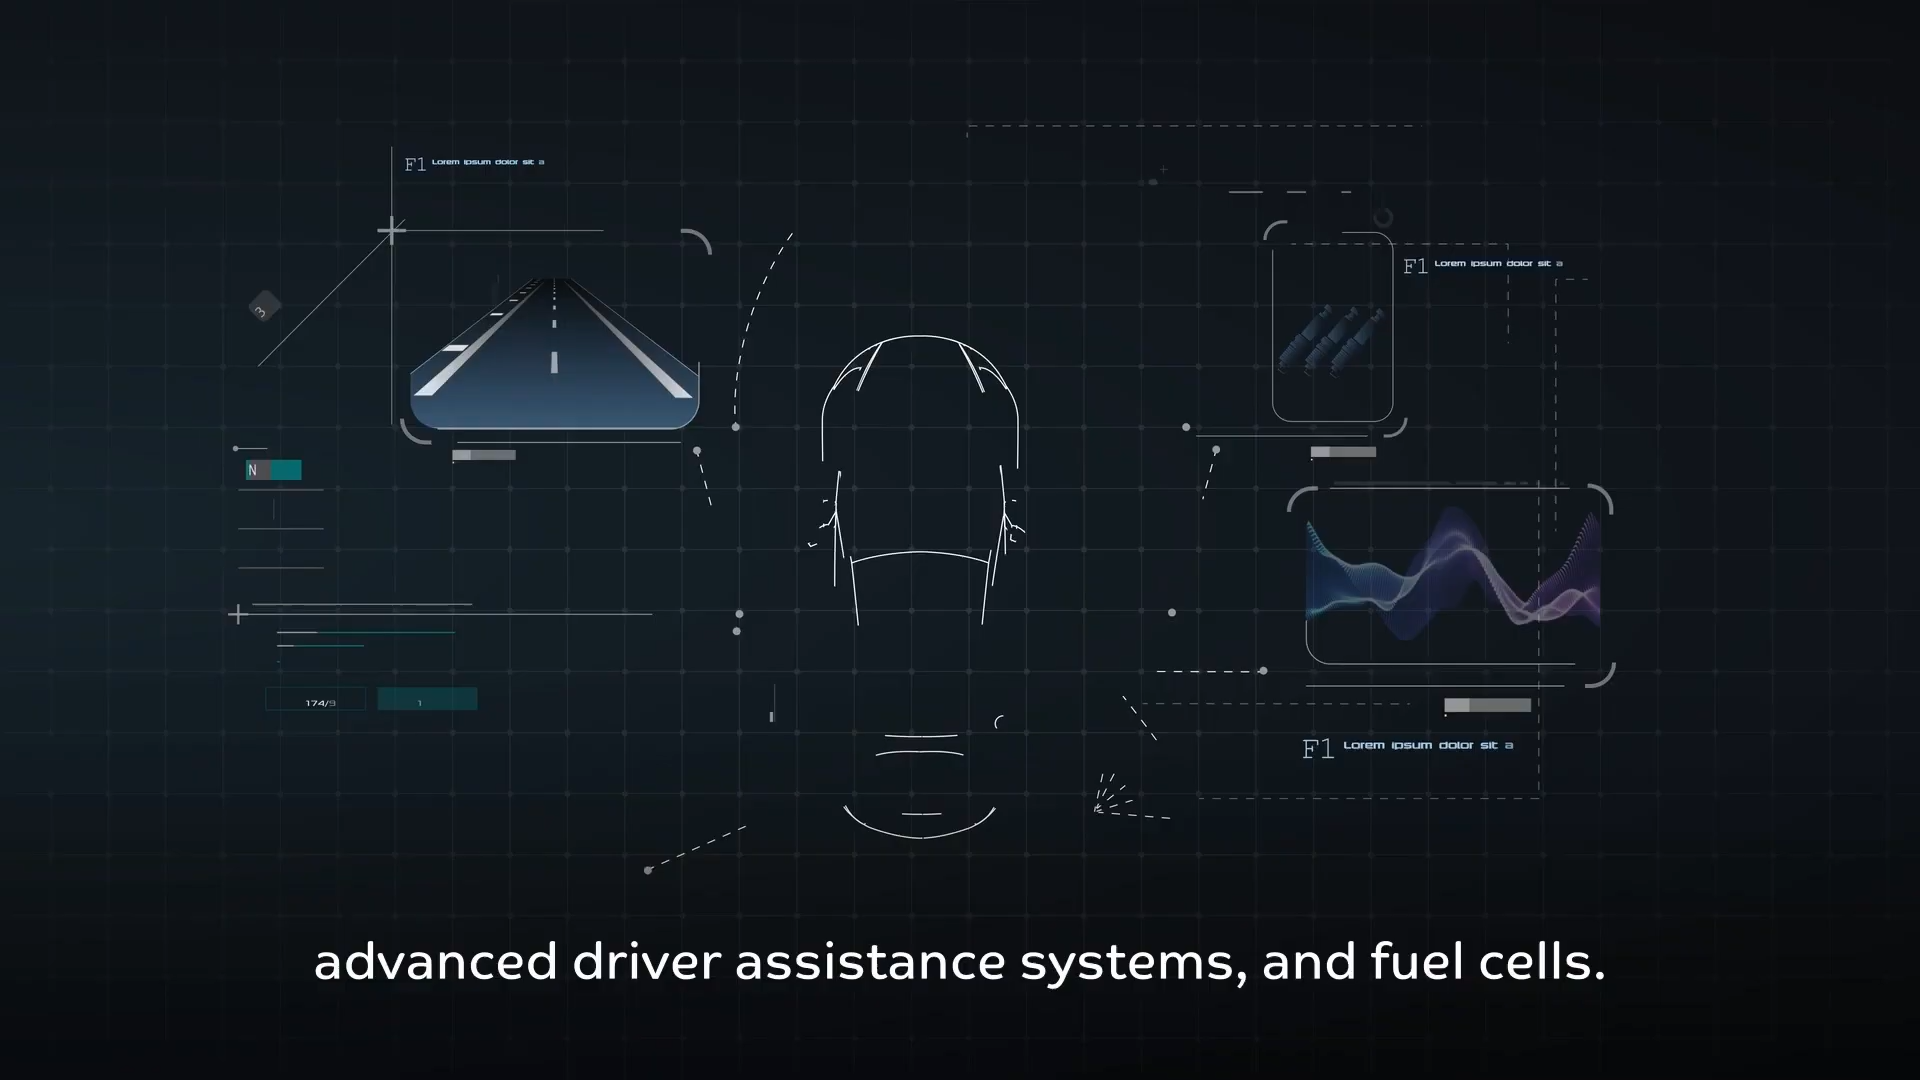 F1 Lorem ipsum dolor sit a
F1 Lorem ipsum dolor sit a
3
N
174/9
1
F1 Lorem ipsum dolor sit a
advanced driver assistance systems, and fuel cells.